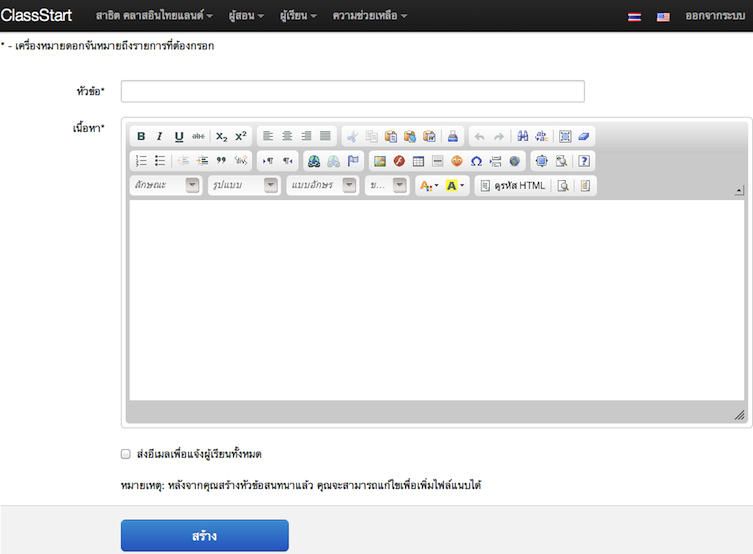 ClassStart สาธิต คลาสอินไทยแลนด์ ผู้สอน ผู้เรียน ความช่วยเหลือ ออกจากระบบ
* - เครื่องหมายดอกจันหมายถึงรายการที่ต้องกรอก
หัวข้อ*
เนื้อหา*
B I U abc X₂ X²
ลักษณะ รูปแบบ แบบอักษร ข... A A ดูรหัส HTML
ส่งอีเมลเพื่อแจ้งผู้เรียนทั้งหมด
หมายเหตุ: หลังจากคุณสร้างหัวข้อสนทนาแล้ว คุณจะสามารถแก้ไขเพื่อเพิ่มไฟล์แนบได้
สร้าง